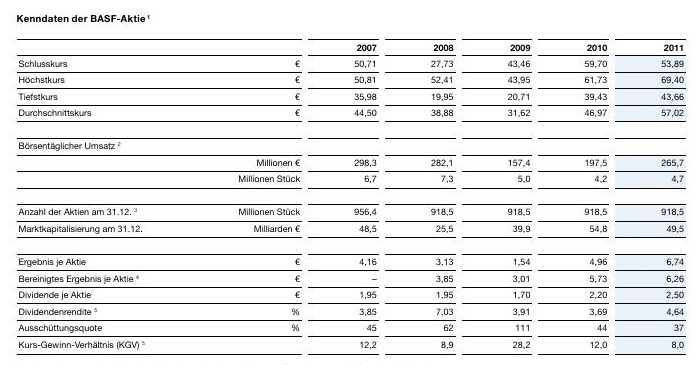 Kenndaten der BASF-Aktie ¹
2007 2008 2009 2010 2011
Schlusskurs € 50,71 27,73 43,46 59,70 53,89
Höchstkurs € 50,81 52,41 43,95 61,73 69,40
Tiefstkurs € 35,98 19,95 20,71 39,43 43,66
Durchschnittskurs € 44,50 38,88 31,62 46,97 57,02
Börsentäglicher Umsatz ²
Millionen € 298,3 282,1 157,4 197,5 265,7
Millionen Stück 6,7 7,3 5,0 4,2 4,7
Anzahl der Aktien am 31.12. ³ Millionen Stück 956,4 918,5 918,5 918,5 918,5
Marktkapitalisierung am 31.12. Milliarden € 48,5 25,5 39,9 54,8 49,5
Ergebnis je Aktie € 4,16 3,13 1,54 4,96 6,74
Bereinigtes Ergebnis je Aktie ⁴ € – 3,85 3,01 5,73 6,26
Dividende je Aktie € 1,95 1,95 1,70 2,20 2,50
Dividendenrendite ⁵ % 3,85 7,03 3,91 3,69 4,64
Ausschüttungsquote % 45 62 111 44 37
Kurs-Gewinn-Verhältnis (KGV) ⁵ 12,2 8,9 28,2 12,0 8,0